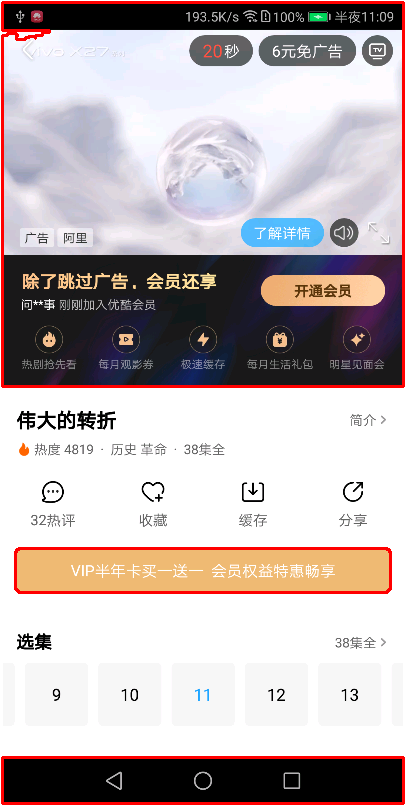 193.5K/s 100% 半夜11:09
vivo X27
20秒 6元免广告 TV
了解详情
广告 阿里
除了跳过广告，会员还享
开通会员
问**事 刚刚加入优酷会员
热剧抢先看 每月观影券 极速缓存 每月生活礼包 明星见面会
伟大的转折 简介
热度 4819 · 历史 革命 · 38集全
32热评 收藏 缓存 分享
VIP半年卡买一送一 会员权益特惠畅享
选集 38集全
9 10 11 12 13